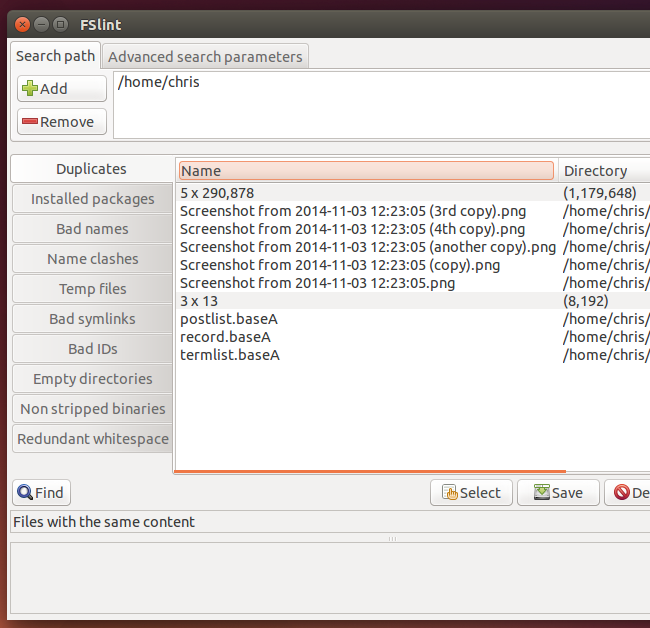 FSlint
Search path
Advanced search parameters
Add
/home/chris
Remove
Duplicates
Installed packages
Bad names
Name clashes
Temp files
Bad symlinks
Bad IDs
Empty directories
Non stripped binaries
Redundant whitespace
Name Directory
5 x 290,878 (1,179,648)
Screenshot from 2014-11-03 12:23:05 (3rd copy).png /home/chris/
Screenshot from 2014-11-03 12:23:05 (4th copy).png /home/chris/
Screenshot from 2014-11-03 12:23:05 (another copy).png /home/chris/
Screenshot from 2014-11-03 12:23:05 (copy).png /home/chris/
Screenshot from 2014-11-03 12:23:05.png /home/chris/
3 x 13 (8,192)
postlist.baseA /home/chris/
record.baseA /home/chris/
termlist.baseA /home/chris/
Find
Select
Save
De
Files with the same content